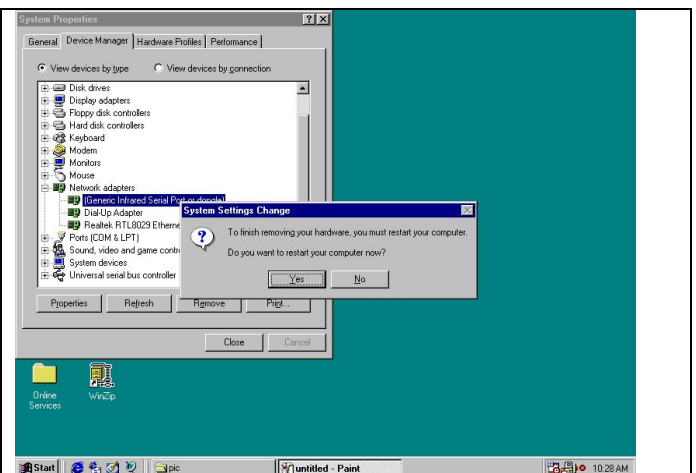 System Properties
General Device Manager Hardware Profiles Performance
View devices by type View devices by connection
Disk drives
Display adapters
Floppy disk controllers
Hard disk controllers
Keyboard
Modem
Monitors
Mouse
Network adapters
(Generic Infrared Serial Port or dongle)
Dial-Up Adapter
Realtek RTL8029 Etherne
Ports (COM & LPT)
Sound, video and game contr
System devices
Universal serial bus controller
Properties Refresh Remove Print...
Close Cancel
System Settings Change
To finish removing your hardware, you must restart your computer.
Do you want to restart your computer now?
Yes No
Online
Services
WinZip
Start pic untitled - Paint 10:28 AM